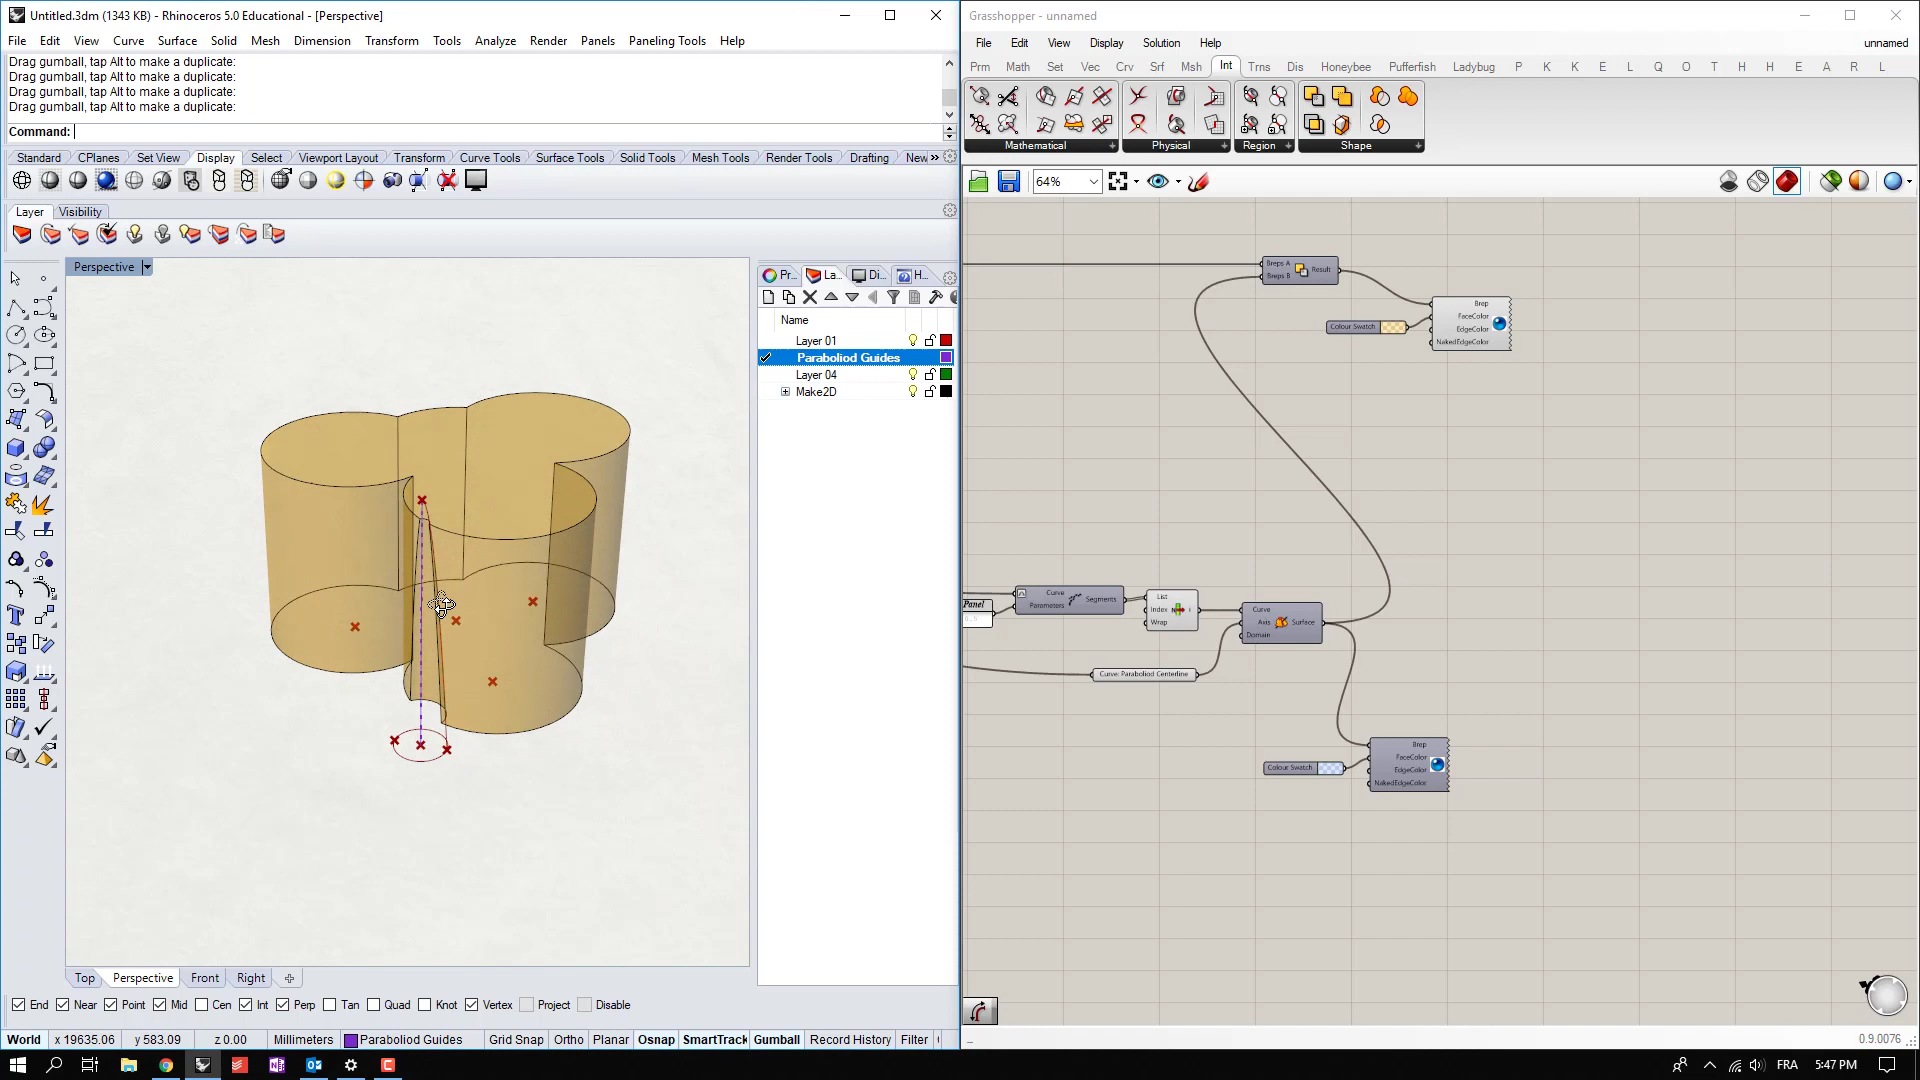 Untitled.3dm (1343 KB) - Rhinoceros 5.0 Educational - [Perspective]
File Edit View Curve Surface Solid Mesh Dimension Transform Tools Analyze Render Panels Paneling Tools Help
Drag gumball, tap Alt to make a duplicate:
Drag gumball, tap Alt to make a duplicate:
Drag gumball, tap Alt to make a duplicate:
Drag gumball, tap Alt to make a duplicate:
Command:
Standard CPlanes Set View Display Select Viewport Layout Transform Curve Tools Surface Tools Solid Tools Mesh Tools Render Tools Drafting New »
Layer Visibility
Perspective
Pr... La... Di... H...
Name
Layer 01
Paraboliod Guides
Layer 04
Make2D
Top Perspective Front Right
End Near Point Mid Cen Int Perp Tan Quad Knot Vertex Project Disable
World x 19635.06 y 583.09 z 0.00 Millimeters Paraboliod Guides Grid Snap Ortho Planar Osnap SmartTrack Gumball Record History Filter
Grasshopper - unnamed
File Edit View Display Solution Help
unnamed
Prm Math Set Vec Crv Srf Msh Int Trns Dis Honeybee Pufferfish Ladybug P K K E L Q O T H H E A R L
Mathematical Physical Region Shape
64%
Breps A
Breps B
Result
Colour Swatch
Brep
FaceColor
EdgeColor
NakedEdgeColor
Panel
0.5
Curve
Parameters
Segments
List
Index
Wrap
i
Curve
Axis
Domain
Surface
Curve: Paraboliod Centerline
Colour Swatch
Brep
FaceColor
EdgeColor
NakedEdgeColor
0.9.0076
FRA 5:47 PM